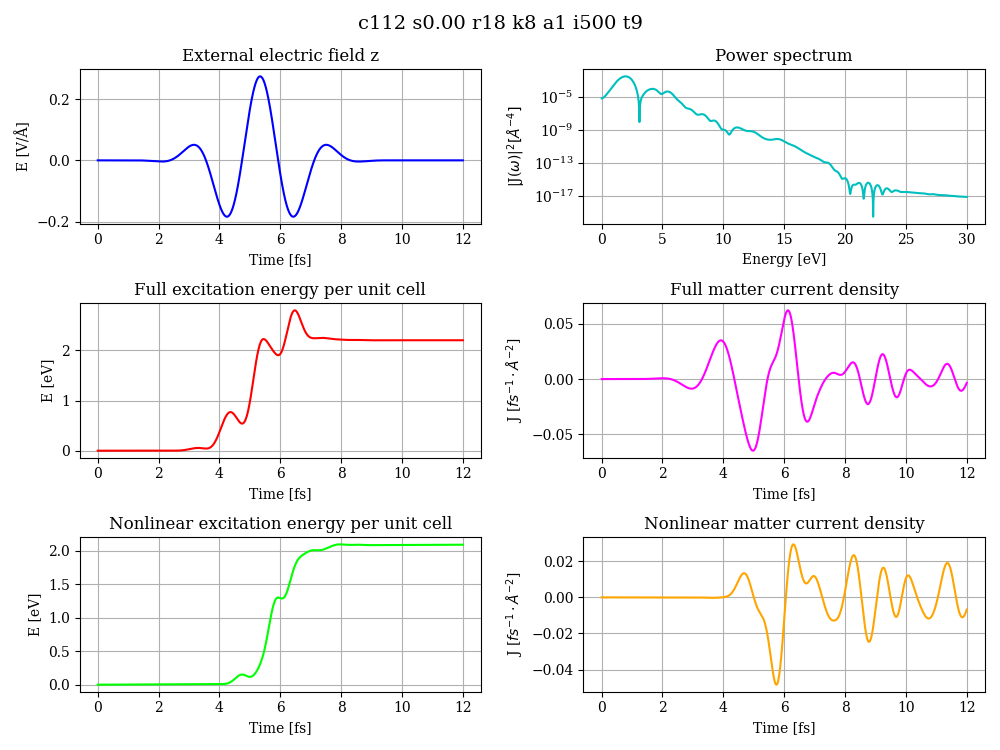 c112 s0.00 r18 k8 a1 i500 t9
External electric field z
E [V/Å]
0.2
0.0
−0.2
0 2 4 6 8 10 12
Time [fs]
Power spectrum
|J(ω)|² [Å⁻⁴]
10⁻⁵
10⁻⁹
10⁻¹³
10⁻¹⁷
0 5 10 15 20 25 30
Energy [eV]
Full excitation energy per unit cell
E [eV]
2
1
0
0 2 4 6 8 10 12
Time [fs]
Full matter current density
J [fs⁻¹ · Å⁻²]
0.05
0.00
−0.05
0 2 4 6 8 10 12
Time [fs]
Nonlinear excitation energy per unit cell
E [eV]
2.0
1.5
1.0
0.5
0.0
0 2 4 6 8 10 12
Time [fs]
Nonlinear matter current density
J [fs⁻¹ · Å⁻²]
0.02
0.00
−0.02
−0.04
0 2 4 6 8 10 12
Time [fs]